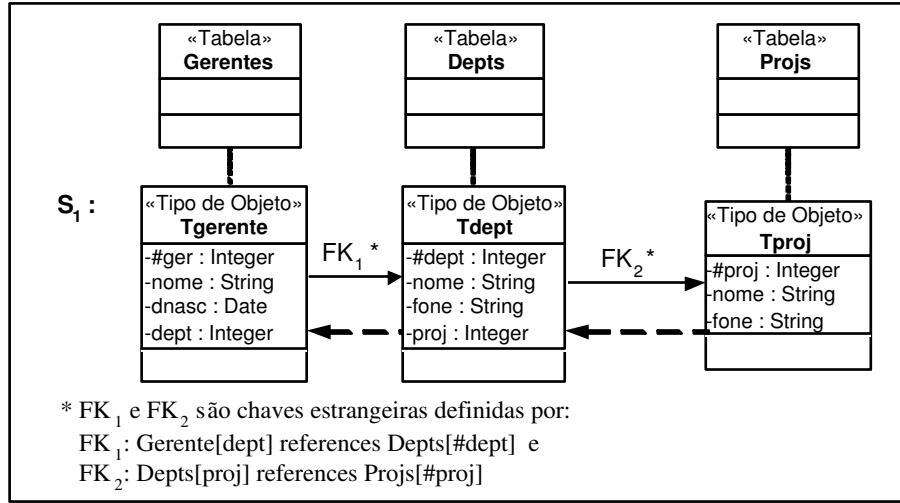 «Tabela»
Gerentes
«Tabela»
Depts
«Tabela»
Projs
S1 :
«Tipo de Objeto»
Tgerente
-#ger : Integer
-nome : String
-dnasc : Date
-dept : Integer
FK1 *
«Tipo de Objeto»
Tdept
-#dept : Integer
-nome : String
-fone : String
-proj : Integer
FK2*
«Tipo de Objeto»
Tproj
-#proj : Integer
-nome : String
-fone : String
* FK1 e FK2 são chaves estrangeiras definidas por:
FK1: Gerente[dept] references Depts[#dept] e
FK2: Depts[proj] references Projs[#proj]